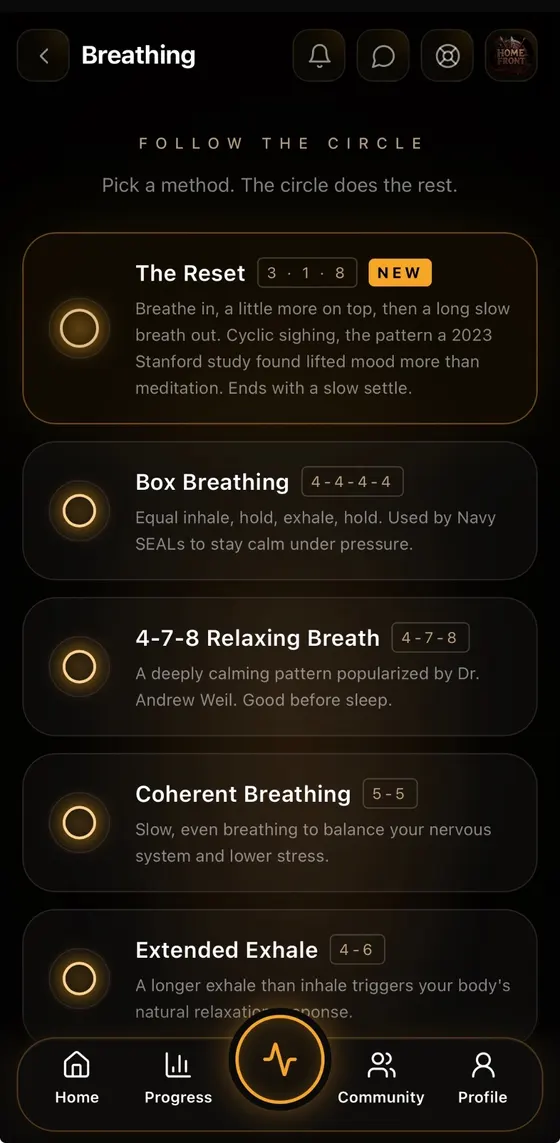 Breathing
HOME
FRONT
FOLLOW THE CIRCLE
Pick a method. The circle does the rest.
The Reset 3 · 1 · 8 NEW
Breathe in, a little more on top, then a long slow
breath out. Cyclic sighing, the pattern a 2023
Stanford study found lifted mood more than
meditation. Ends with a slow settle.
Box Breathing 4-4-4-4
Equal inhale, hold, exhale, hold. Used by Navy
SEALs to stay calm under pressure.
4-7-8 Relaxing Breath 4-7-8
A deeply calming pattern popularized by Dr.
Andrew Weil. Good before sleep.
Coherent Breathing 5-5
Slow, even breathing to balance your nervous
system and lower stress.
Extended Exhale 4-6
A longer exhale than inhale triggers your body's
natural
Home Progress Community Profile